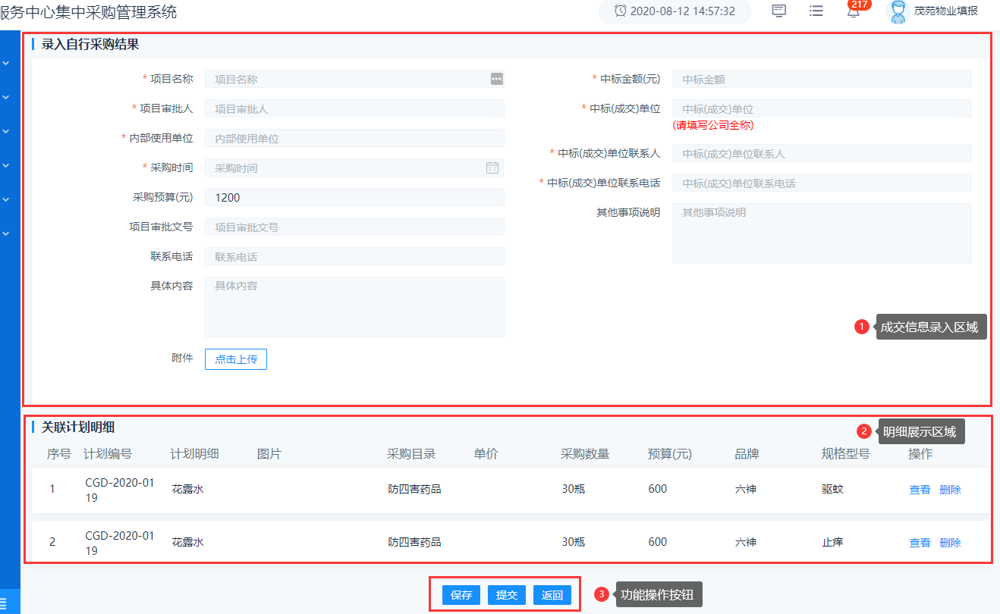 服务中心集中采购管理系统
2020-08-12 14:57:32
217
茂苑物业填报
录入自行采购结果
* 项目名称 项目名称
* 中标金额(元) 中标金额
* 项目审批人 项目审批人
* 中标(成交)单位 中标(成交)单位
(请填写公司全称)
* 内部使用单位 内部使用单位
* 中标(成交)单位联系人 中标(成交)单位联系人
* 采购时间 采购时间
* 中标(成交)单位联系电话 中标(成交)单位联系电话
采购预算(元) 1200
其他事项说明 其他事项说明
项目审批文号 项目审批文号
联系电话 联系电话
具体内容 具体内容
1 成交信息录入区域
附件 点击上传
关联计划明细
2 明细展示区域
序号 计划编号 计划明细 图片 采购目录 单价 采购数量 预算(元) 品牌 规格型号 操作
1 CGD-2020-01 花露水 防四害药品 30瓶 600 六神 驱蚊 查看 删除
19
2 CGD-2020-01 花露水 防四害药品 30瓶 600 六神 止痒 查看 删除
19
保存 提交 返回
3 功能操作按钮